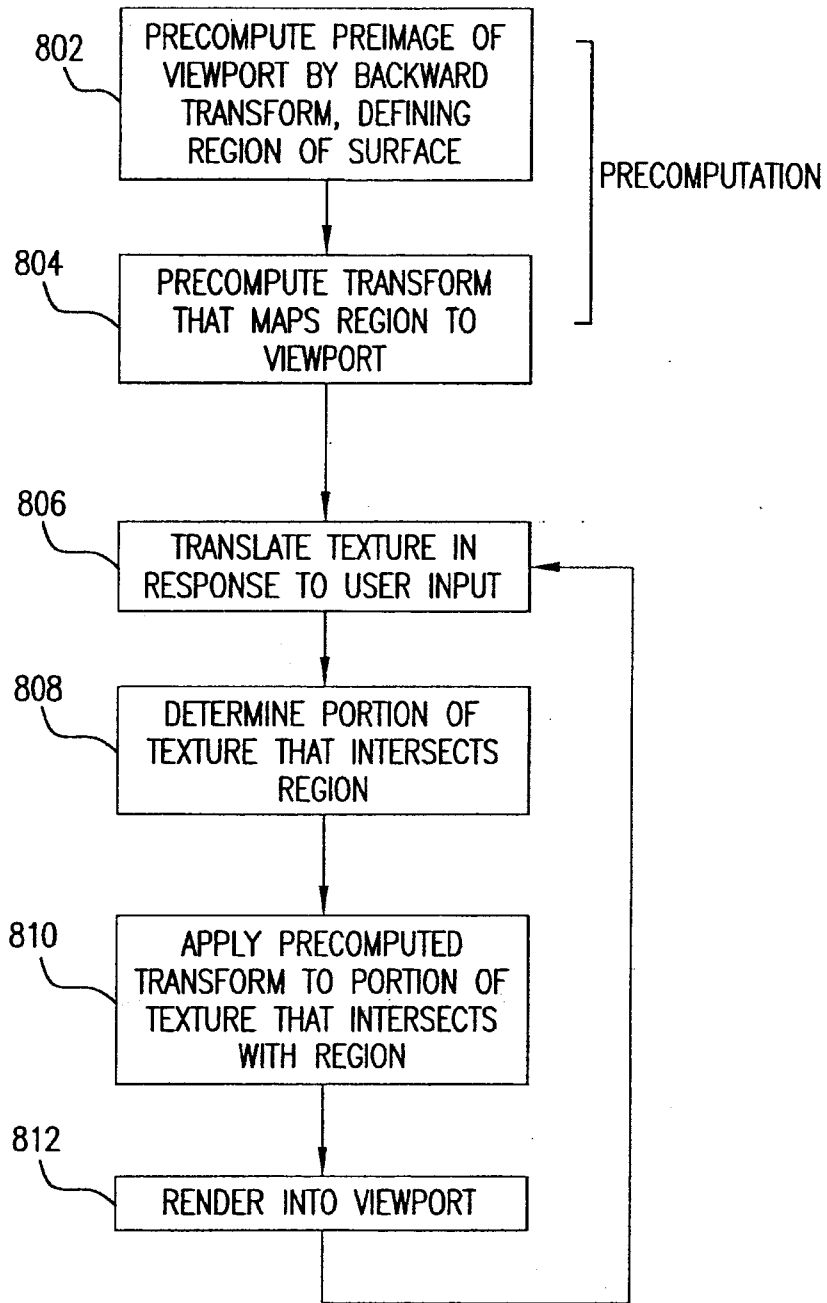 802
PRECOMPUTE PREIMAGE OF
VIEWPORT BY BACKWARD
TRANSFORM, DEFINING
REGION OF SURFACE
PRECOMPUTATION
804
PRECOMPUTE TRANSFORM
THAT MAPS REGION TO
VIEWPORT
806
TRANSLATE TEXTURE IN
RESPONSE TO USER INPUT
808
DETERMINE PORTION OF
TEXTURE THAT INTERSECTS
REGION
810
APPLY PRECOMPUTED
TRANSFORM TO PORTION OF
TEXTURE THAT INTERSECTS
WITH REGION
812
RENDER INTO VIEWPORT